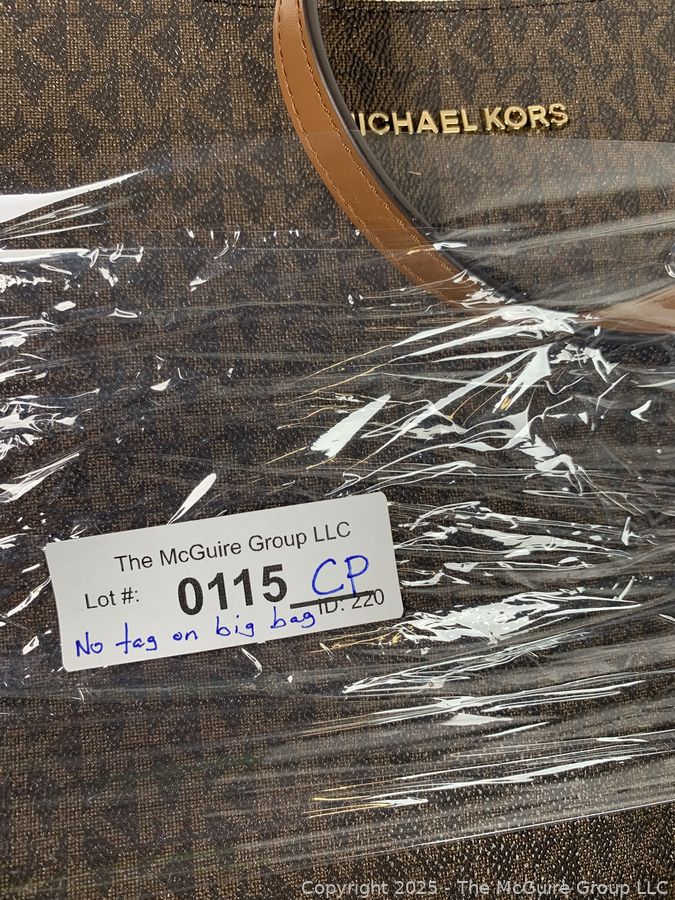 MICHAEL KORS
The McGuire Group LLC
Lot #: 0115 CP
ID: 220
No tag on big bag
Copyright 2025 - The McGuire Group LLC